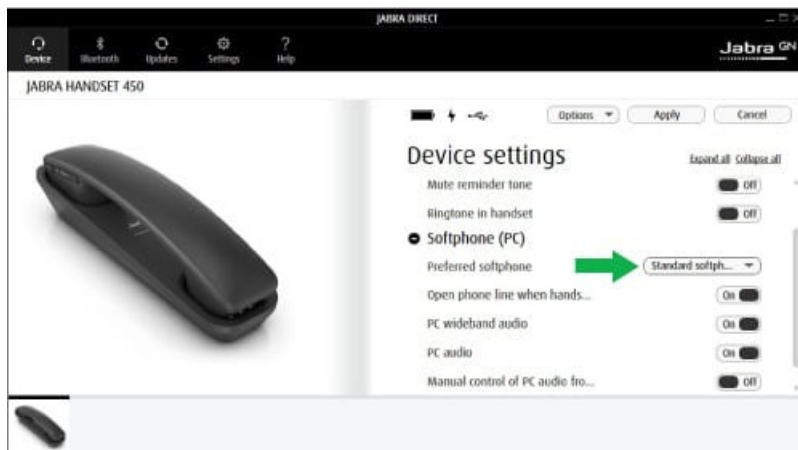 JABRA DIRECT
Device Bluetooth Updates Settings Help
Jabra GN
JABRA HANDSET 450
Options Apply Cancel
Device settings
Expand all Collapse all
Mute reminder tone Off
Ringtone in handset Off
Softphone (PC)
Preferred softphone Standard softph...
Open phone line when hands... On
PC wideband audio On
PC audio On
Manual control of PC audio fro... Off